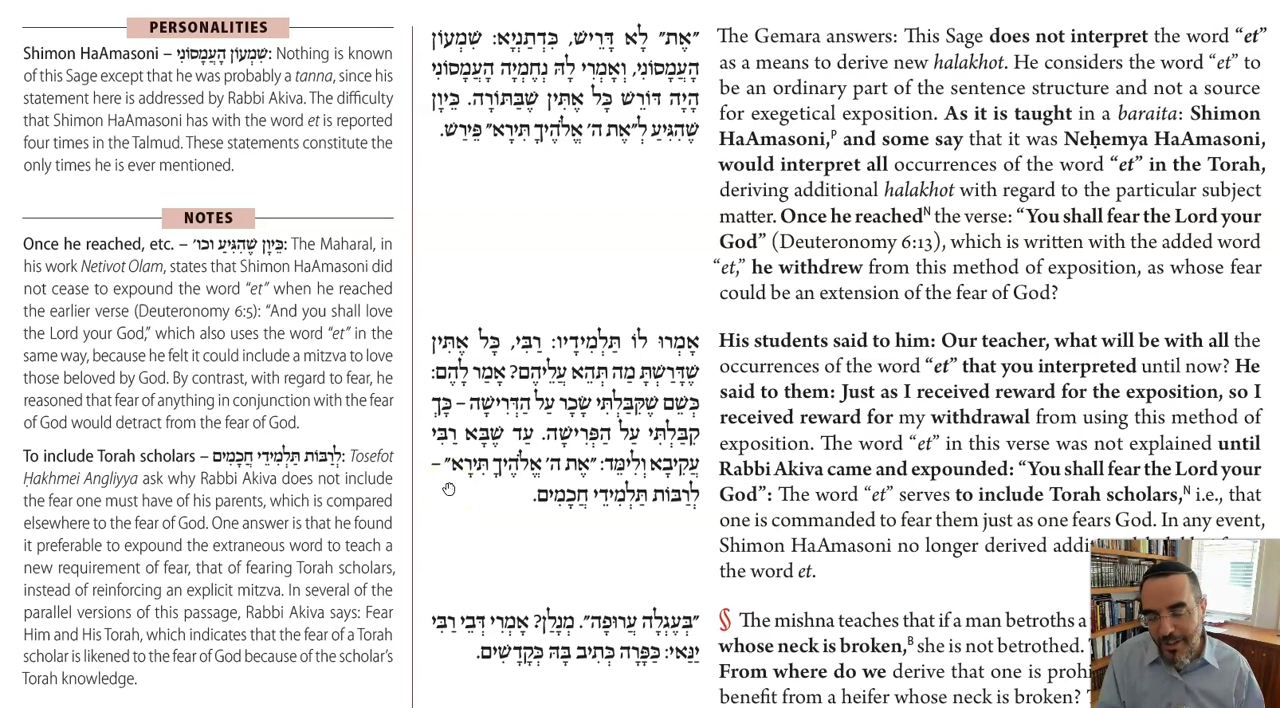 PERSONALITIES
Shimon HaAmasoni – שִׁמְעוֹן הָעַמְסוֹנִי: Nothing is known
of this Sage except that he was probably a tanna, since his
statement here is addressed by Rabbi Akiva. The difficulty
that Shimon HaAmasoni has with the word et is reported
four times in the Talmud. These statements constitute the
only times he is ever mentioned.
NOTES
Once he reached, etc. – כֵּיוָן שֶׁהִגִּיעַ וכו׳: The Maharal, in
his work Netivot Olam, states that Shimon HaAmasoni did
not cease to expound the word “et” when he reached
the earlier verse (Deuteronomy 6:5): “And you shall love
the Lord your God,” which also uses the word “et” in the
same way, because he felt it could include a mitzva to love
those beloved by God. By contrast, with regard to fear, he
reasoned that fear of anything in conjunction with the fear
of God would detract from the fear of God.
To include Torah scholars – לְרַבּוֹת תַּלְמִידֵי חֲכָמִים: Tosefot
Ḥakhmei Angliyya ask why Rabbi Akiva does not include
the fear one must have of his parents, which is compared
elsewhere to the fear of God. One answer is that he found
it preferable to expound the extraneous word to teach a
new requirement of fear, that of fearing Torah scholars,
instead of reinforcing an explicit mitzva. In several of the
parallel versions of this passage, Rabbi Akiva says: Fear
Him and His Torah, which indicates that the fear of a Torah
scholar is likened to the fear of God because of the scholar’s
Torah knowledge.
״אֶת״ לָא דָּרֵישׁ, כִּדְתַנְיָא: שִׁמְעוֹן
הָעַמְסוֹנִי, וְאָמְרִי לָהּ נְחֶמְיָה הָעַמְסוֹנִי
הָיָה דּוֹרֵשׁ כָּל אֶתִּין שֶׁבַּתּוֹרָה. כֵּיוָן
שֶׁהִגִּיעַ לְ״אֶת ה׳ אֱלֹהֶיךָ תִּירָא״ פֵּירַשׁ.
אָמְרוּ לוֹ תַּלְמִידָיו: רַבִּי, כָּל אֶתִּין
שֶׁדָּרַשְׁתָּ מַה תְּהֵא עֲלֵיהֶם? אָמַר לָהֶם:
כְּשֵׁם שֶׁקִּבַּלְתִּי שָׂכָר עַל הַדְּרִישָׁה – כָּךְ
קִבַּלְתִּי עַל הַפְּרִישָׁה. עַד שֶׁבָּא רַבִּי
עֲקִיבָא וְלִימֵּד: ״אֶת ה׳ אֱלֹהֶיךָ תִּירָא״ –
לְרַבּוֹת תַּלְמִידֵי חֲכָמִים.
״בְּעֶגְלָה עֲרוּפָה״. מְנָלַן? אָמְרִי דְּבֵי רַבִּי
יַנַּאי: כַּפָּרָה כְּתִיב בָּהּ כְּקָדָשִׁים.
The Gemara answers: This Sage does not interpret the word “et”
as a means to derive new halakhot. He considers the word “et” to
be an ordinary part of the sentence structure and not a source
for exegetical exposition. As it is taught in a baraita: Shimon
HaAmasoni,P and some say that it was Neḥemya HaAmasoni,
would interpret all occurrences of the word “et” in the Torah,
deriving additional halakhot with regard to the particular subject
matter. Once he reachedN the verse: “You shall fear the Lord your
God” (Deuteronomy 6:13), which is written with the added word
“et,” he withdrew from this method of exposition, as whose fear
could be an extension of the fear of God?
His students said to him: Our teacher, what will be with all the
occurrences of the word “et” that you interpreted until now? He
said to them: Just as I received reward for the exposition, so I
received reward for my withdrawal from using this method of
exposition. The word “et” in this verse was not explained until
Rabbi Akiva came and expounded: “You shall fear the Lord your
God”: The word “et” serves to include Torah scholars,N i.e., that
one is commanded to fear them just as one fears God. In any event,
Shimon HaAmasoni no longer derived
the word et.
§ The mishna teaches that if a man betroths a
whose neck is broken,B she is not betrothed.
From where do we derive that one is
benefit from a heifer whose neck is broken?